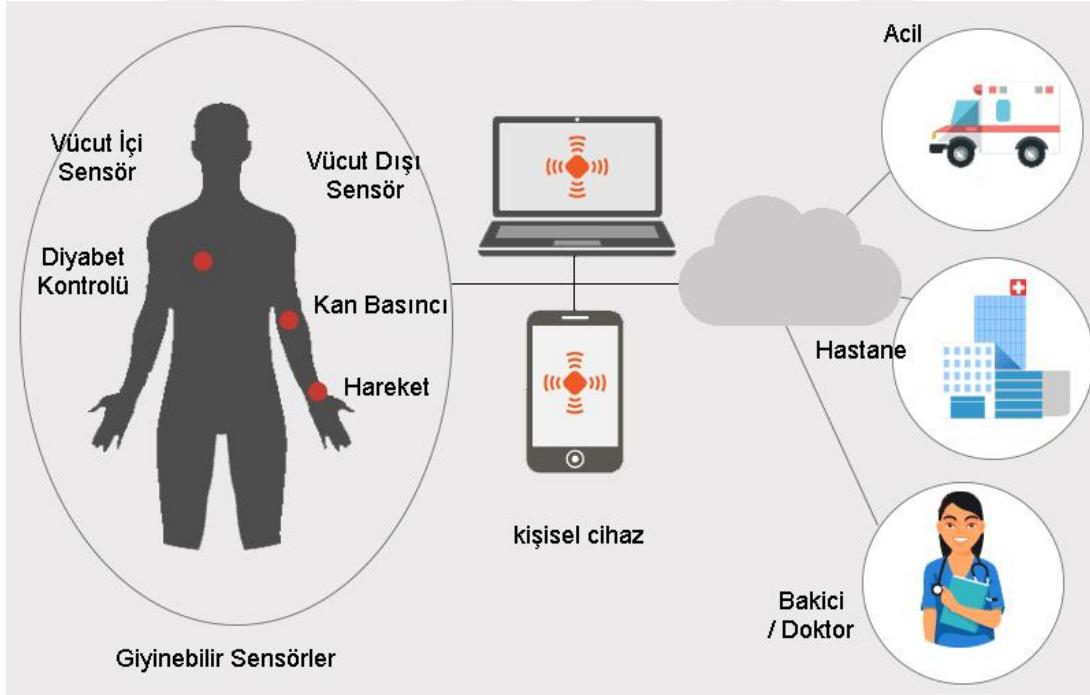 Vücut İçi
Sensör
Diyabet
Kontrolü
Vücut Dışı
Sensör
Kan Basıncı
Hareket
Giyinebilir Sensörler
kişisel cihaz
Acil
Hastane
Bakici
/ Doktor